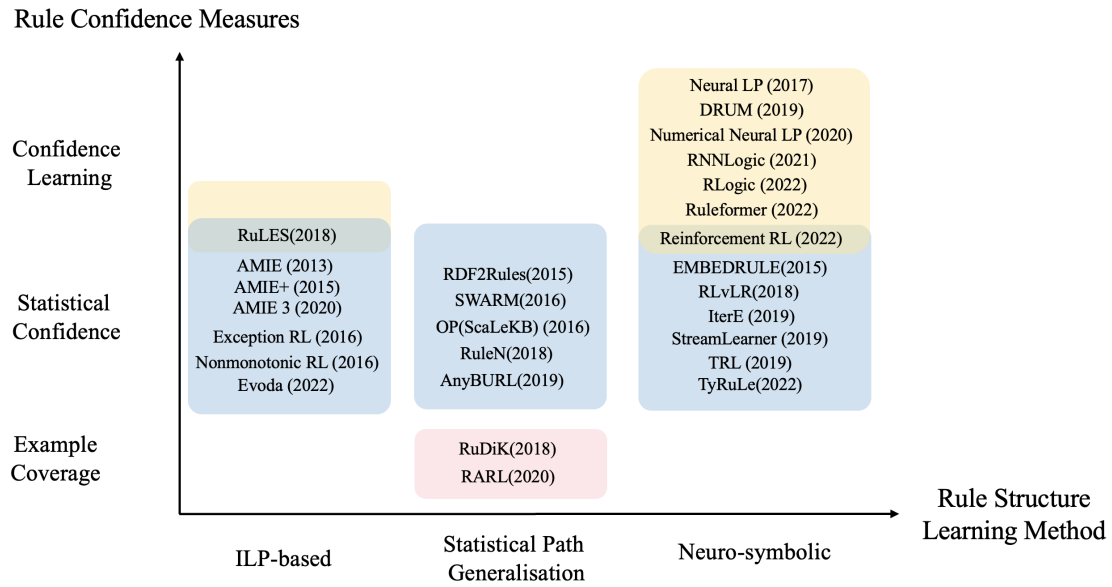 Rule Confidence Measures
Confidence
Learning
Statistical
Confidence
Example
Coverage
RuLES(2018)
AMIE (2013)
AMIE+ (2015)
AMIE 3 (2020)
Exception RL (2016)
Nonmonotonic RL (2016)
Evoda (2022)
RDF2Rules(2015)
SWARM(2016)
OP(ScaLeKB) (2016)
RuleN(2018)
AnyBURL(2019)
RuDiK(2018)
RARL(2020)
Neural LP (2017)
DRUM (2019)
Numerical Neural LP (2020)
RNNLogic (2021)
RLogic (2022)
Ruleformer (2022)
Reinforcement RL (2022)
EMBEDRULE(2015)
RLvLR(2018)
IterE (2019)
StreamLearner (2019)
TRL (2019)
TyRuLe(2022)
ILP-based
Statistical Path
Generalisation
Neuro-symbolic
Rule Structure
Learning Method